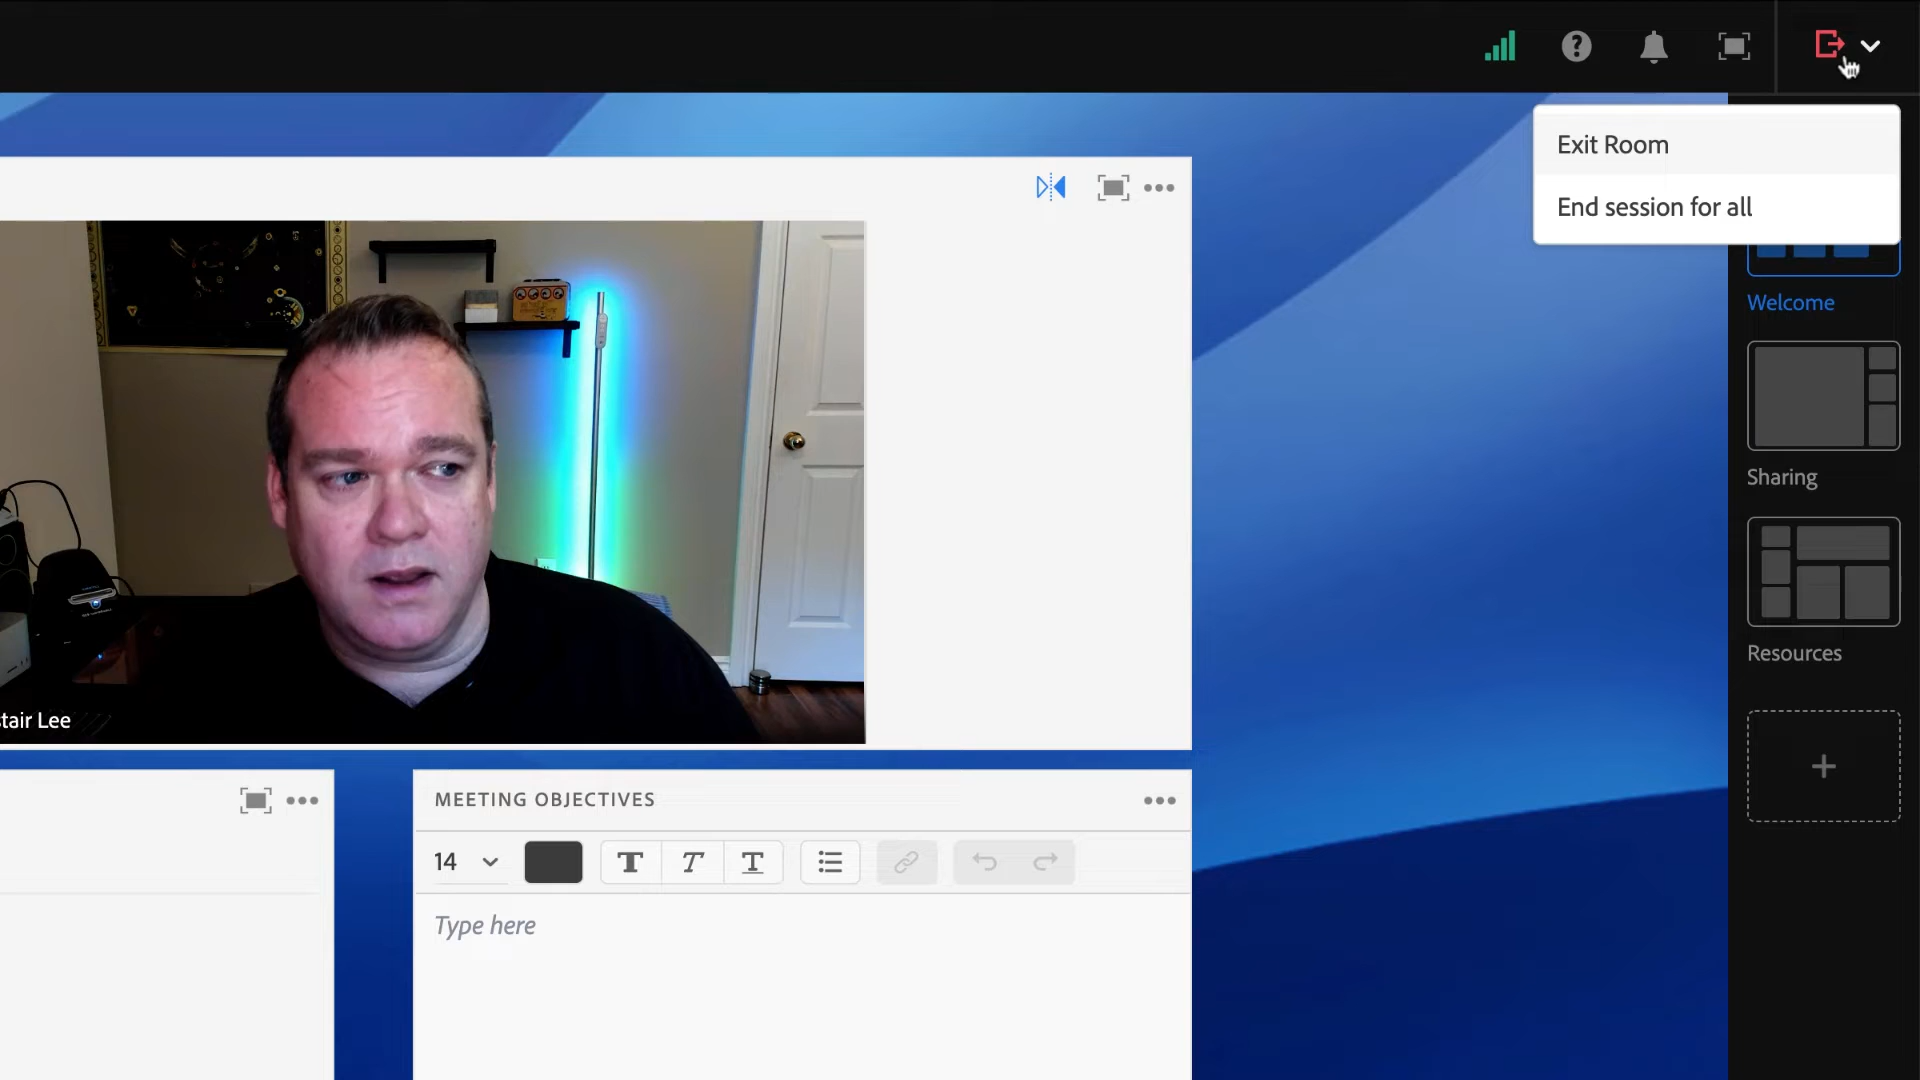 Exit Room
End session for all
Welcome
Sharing
Resources
tair Lee
MEETING OBJECTIVES
14
T T T
Type here